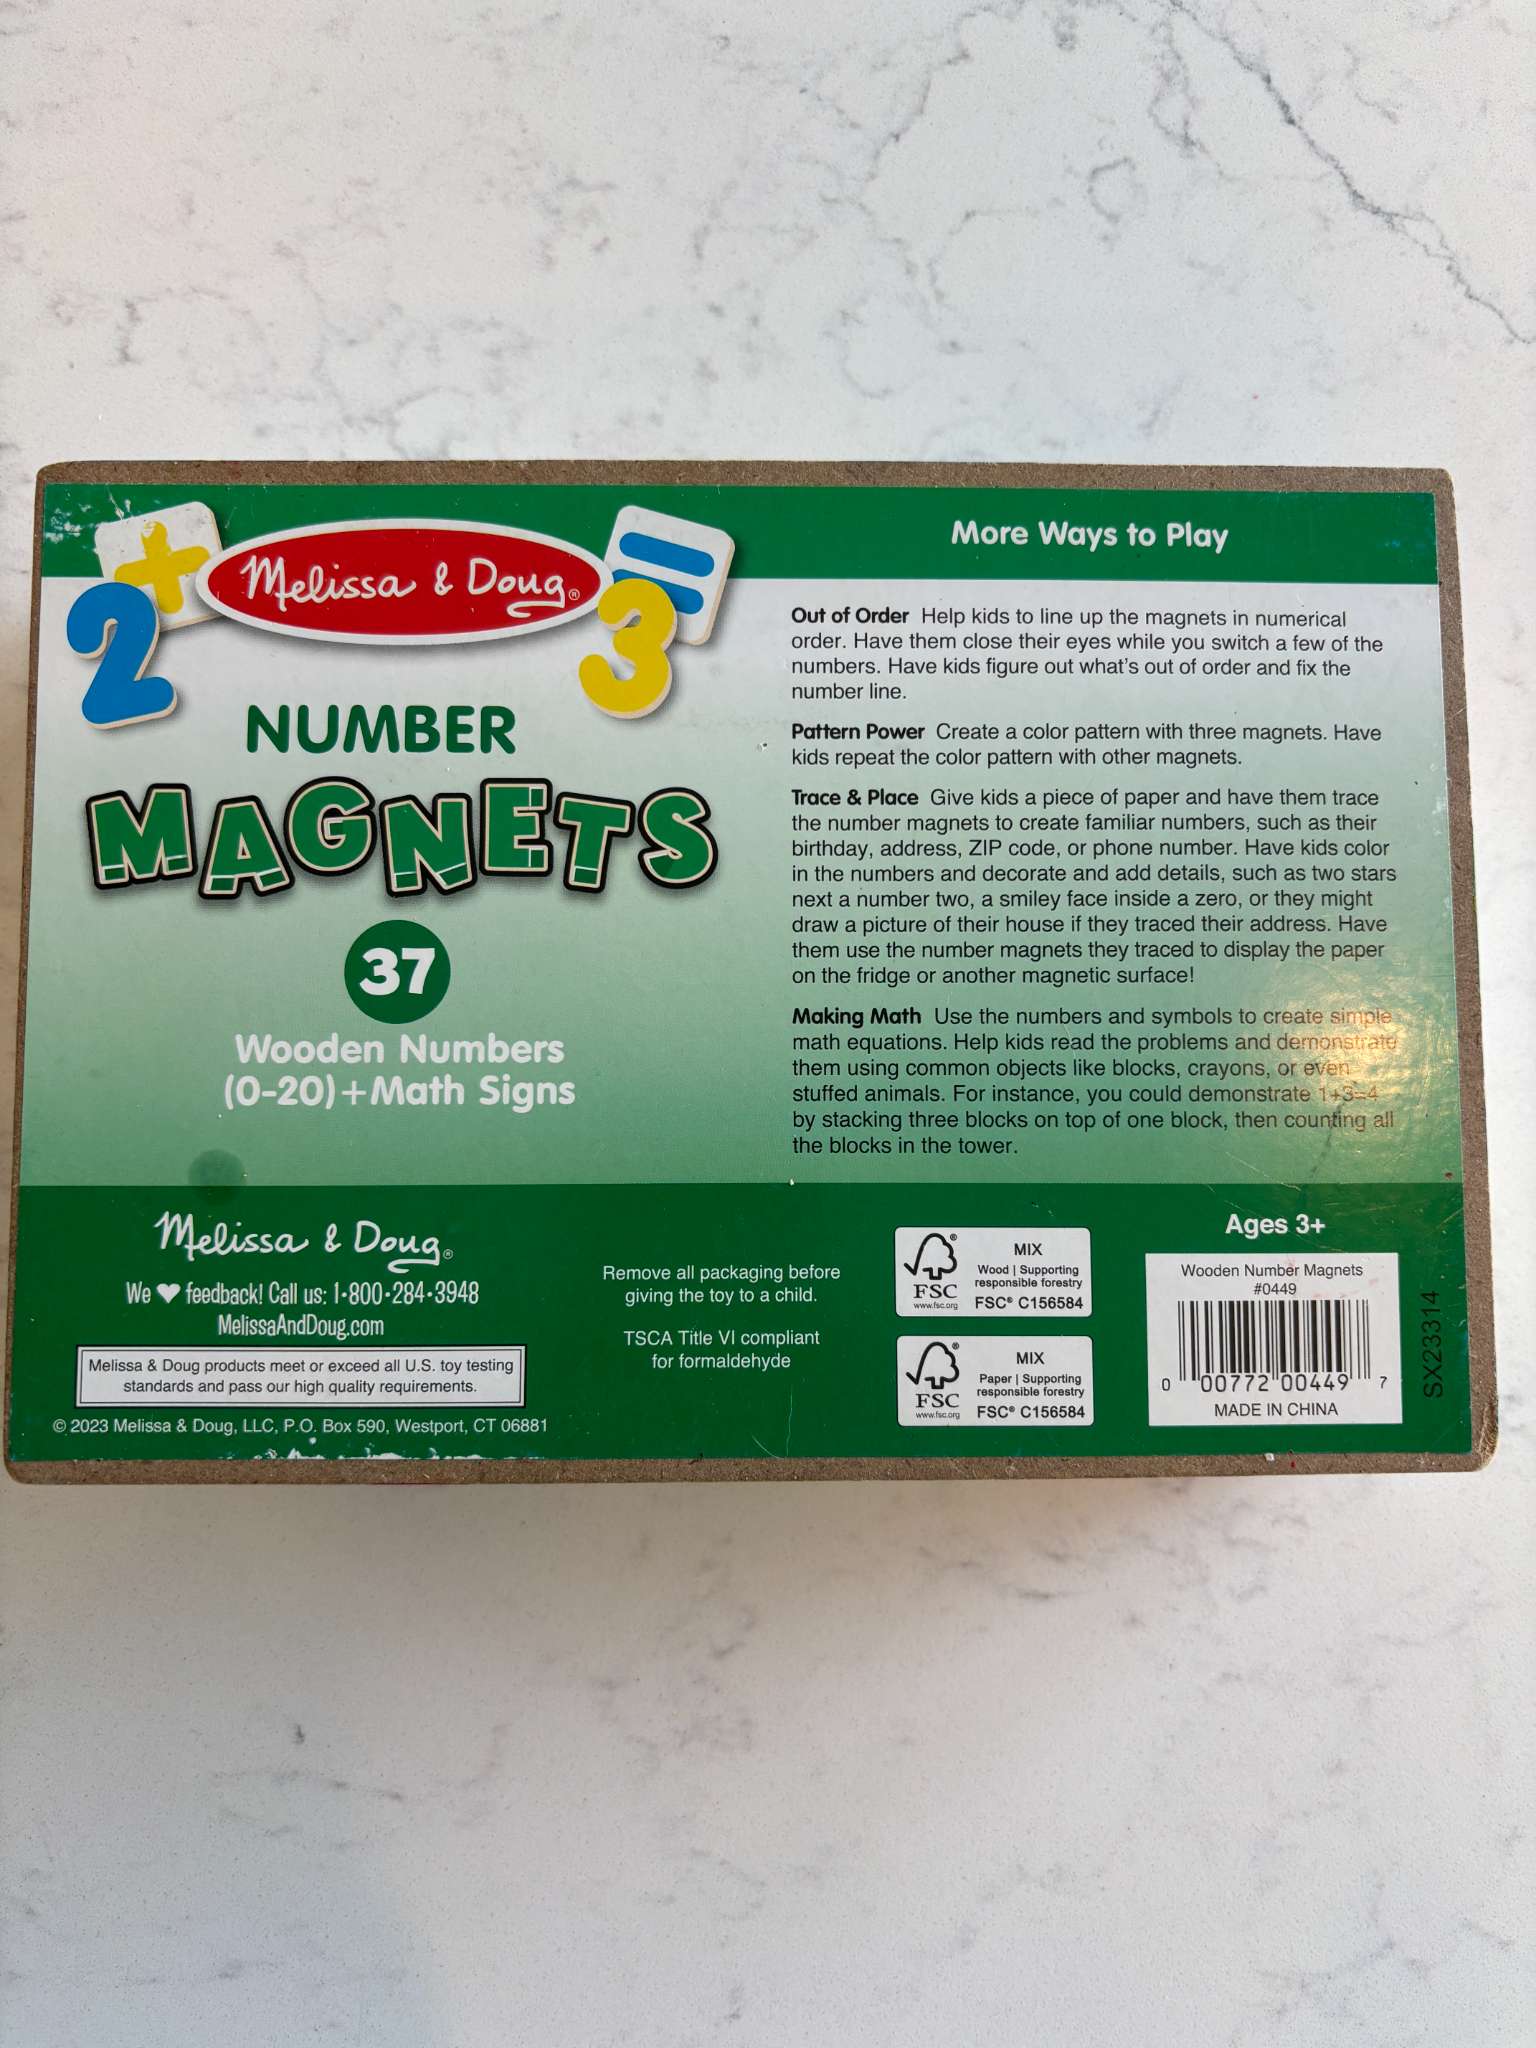 2 + Melissa & Doug® = 3
NUMBER
MAGNETS
37
Wooden Numbers
(0-20)+Math Signs
More Ways to Play
Out of Order Help kids to line up the magnets in numerical
order. Have them close their eyes while you switch a few of the
numbers. Have kids figure out what's out of order and fix the
number line.
Pattern Power Create a color pattern with three magnets. Have
kids repeat the color pattern with other magnets.
Trace & Place Give kids a piece of paper and have them trace
the number magnets to create familiar numbers, such as their
birthday, address, ZIP code, or phone number. Have kids color
in the numbers and decorate and add details, such as two stars
next a number two, a smiley face inside a zero, or they might
draw a picture of their house if they traced their address. Have
them use the number magnets they traced to display the paper
on the fridge or another magnetic surface!
Making Math Use the numbers and symbols to create simple
math equations. Help kids read the problems and demonstrate
them using common objects like blocks, crayons, or even
stuffed animals. For instance, you could demonstrate 1+3=4
by stacking three blocks on top of one block, then counting all
the blocks in the tower.
Melissa & Doug®
We ♥ feedback! Call us: 1-800-284-3948
MelissaAndDoug.com
Melissa & Doug products meet or exceed all U.S. toy testing
standards and pass our high quality requirements.
© 2023 Melissa & Doug, LLC, P.O. Box 590, Westport, CT 06881
Remove all packaging before
giving the toy to a child.
TSCA Title VI compliant
for formaldehyde
FSC®
www.fsc.org
MIX
Wood | Supporting
responsible forestry
FSC® C156584
FSC®
www.fsc.org
MIX
Paper | Supporting
responsible forestry
FSC® C156584
Ages 3+
Wooden Number Magnets
#0449
0 00772 00449 7
MADE IN CHINA
SX23314